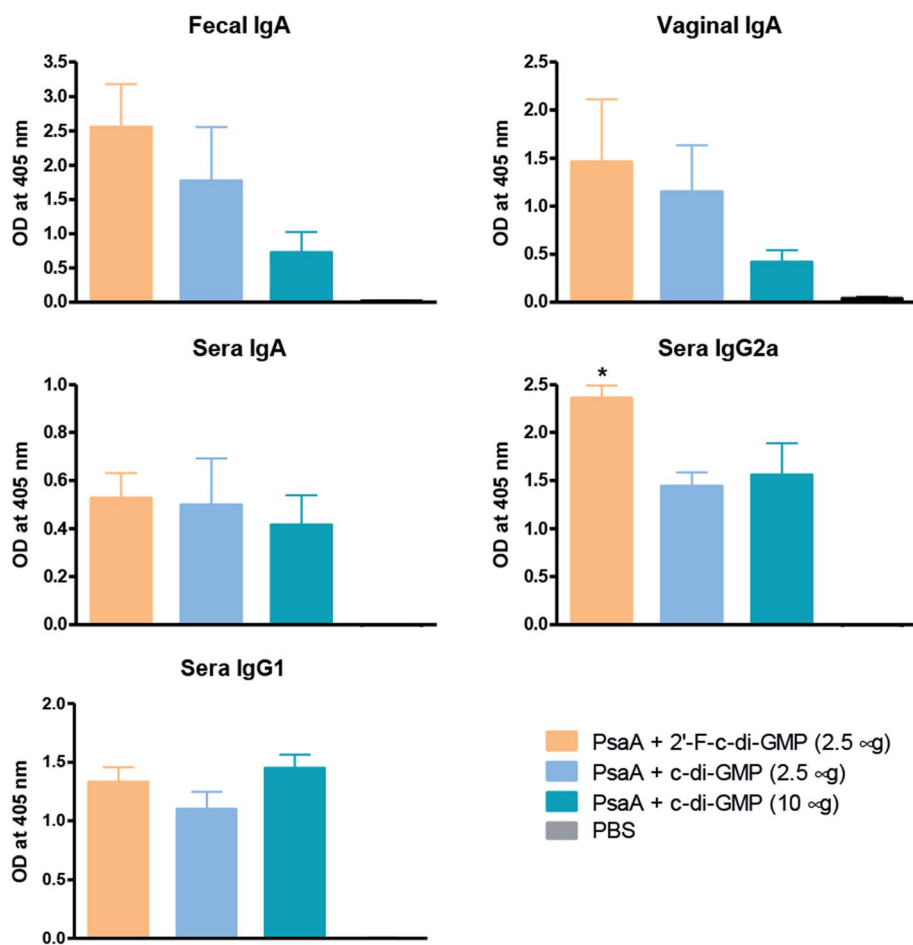 Fecal IgA
OD at 405 nm
3.5
3.0
2.5
2.0
1.5
1.0
0.5
0.0
Vaginal IgA
OD at 405 nm
2.5
2.0
1.5
1.0
0.5
0.0
Sera IgA
OD at 405 nm
1.0
0.8
0.6
0.4
0.2
0.0
Sera IgG2a
OD at 405 nm
2.5
2.0
1.5
1.0
0.5
0.0
*
Sera IgG1
OD at 405 nm
2.0
1.5
1.0
0.5
0.0
PsaA + 2'-F-c-di-GMP (2.5 ∝g)
PsaA + c-di-GMP (2.5 ∝g)
PsaA + c-di-GMP (10 ∝g)
PBS